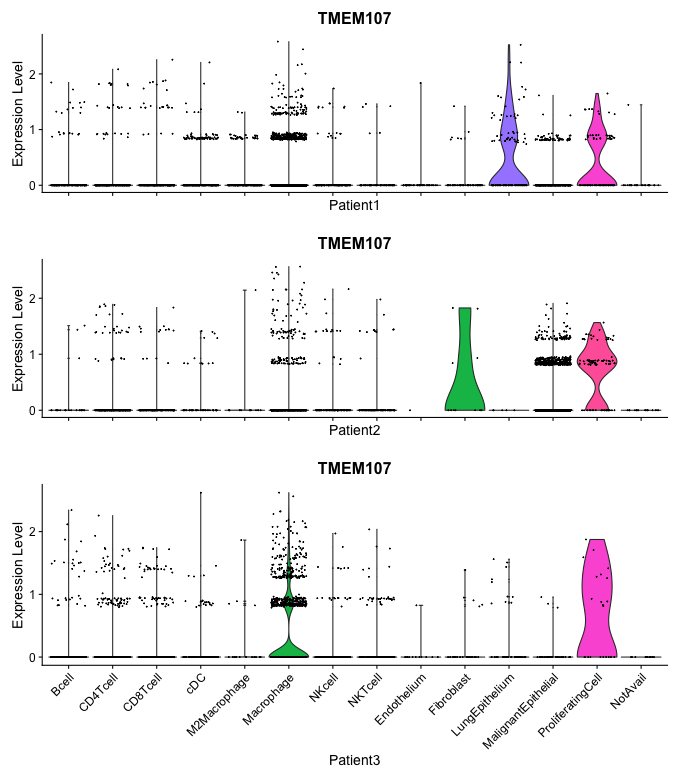 TMEM107
Expression Level
2
1
0
Patient1
TMEM107
Expression Level
2
1
0
Patient2
TMEM107
Expression Level
2
1
0
Bcell
CD4Tcell
CD8Tcell
cDC
M2Macrophage
Macrophage
NKcell
NKTcell
Endothelium
Fibroblast
LungEpithelium
MalignantEpithelial
ProliferatingCell
NotAvail
Patient3